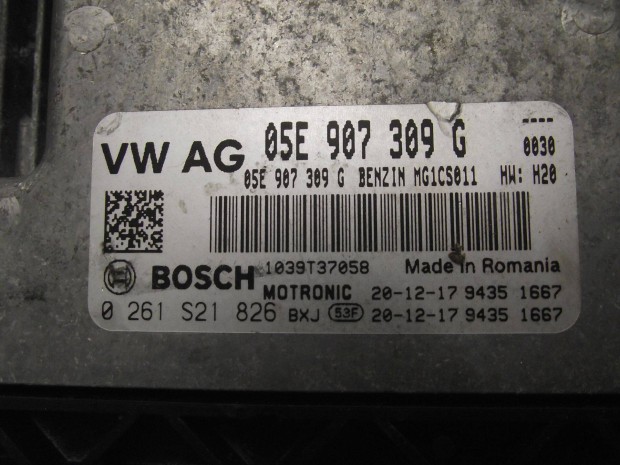 VW AG 05E 907 309 G ----
0030
05E 907 309 G BENZIN MG1CS011 HW: H20
BOSCH 1039T37058 Made in Romania
MOTRONIC 20-12-17 9435 1667
0 261 S21 826 BXJ 53F 20-12-17 9435 1667